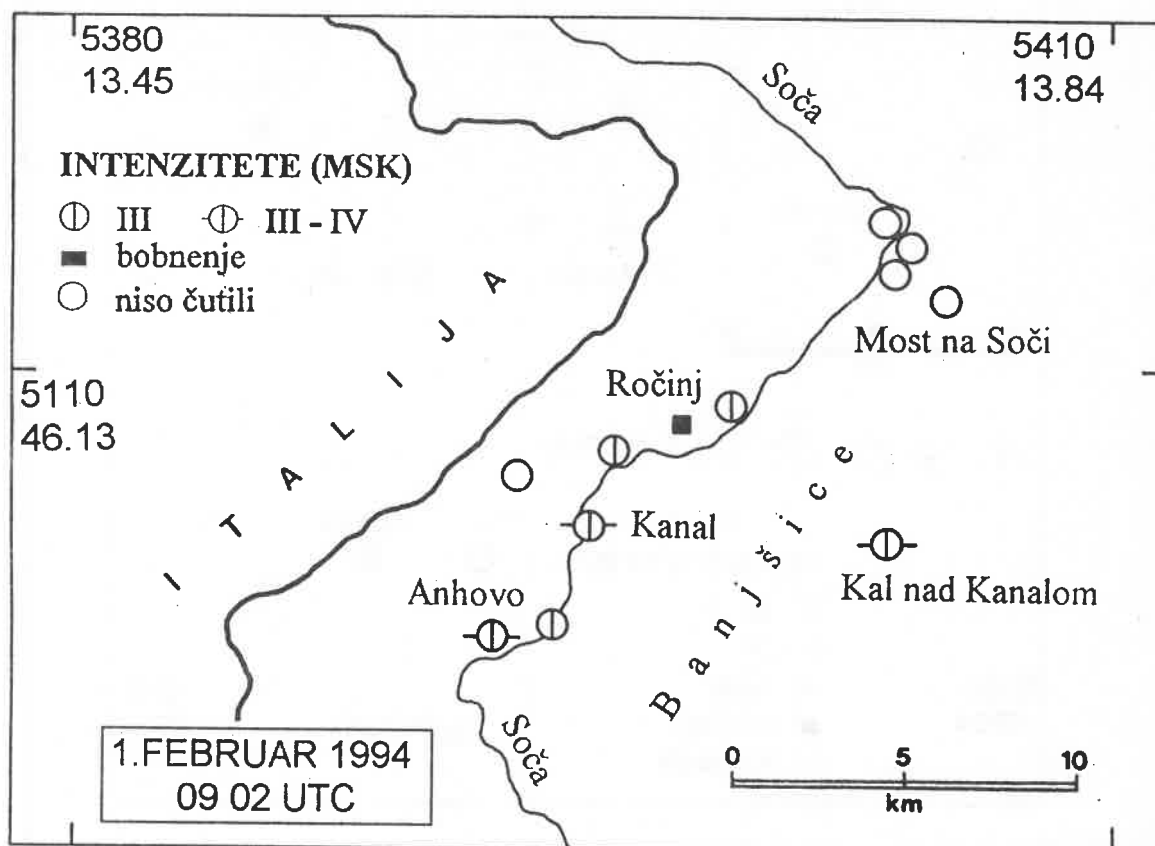 5380
13.45
5410
13.84
Soča
INTENZITETE (MSK)
III III - IV
bobnenje
niso čutili
ITALIJA
Most na Soči
5110
46.13
Ročinj
Kanal
Banjšice
Kal nad Kanalom
Anhovo
Soča
1.FEBRUAR 1994
09 02 UTC
0 5 10
km